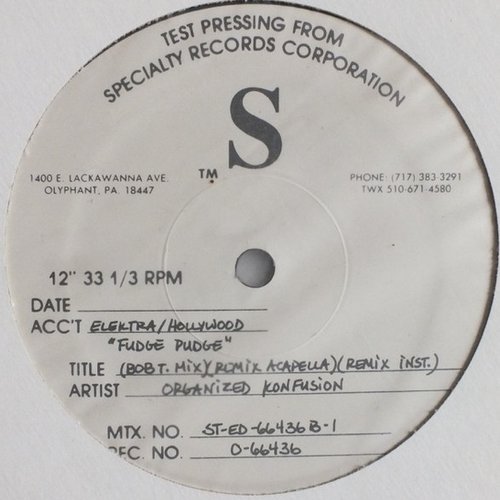 TEST PRESSING FROM
SPECIALTY RECORDS CORPORATION
S
TM
1400 E. LACKAWANNA AVE.
OLYPHANT, PA. 18447
PHONE: (717) 383-3291
TWX 510-671-4580
12" 33 1/3 RPM
DATE
ACC'T ELEKTRA/HOLLYWOOD
"FUDGE PUDGE"
TITLE (BOB T. MIX)(REMIX ACAPELLA)(REMIX INST.)
ARTIST ORGANIZED KONFUSION
MTX. NO. ST-ED-66436 B-1
REC. NO. 0-66436